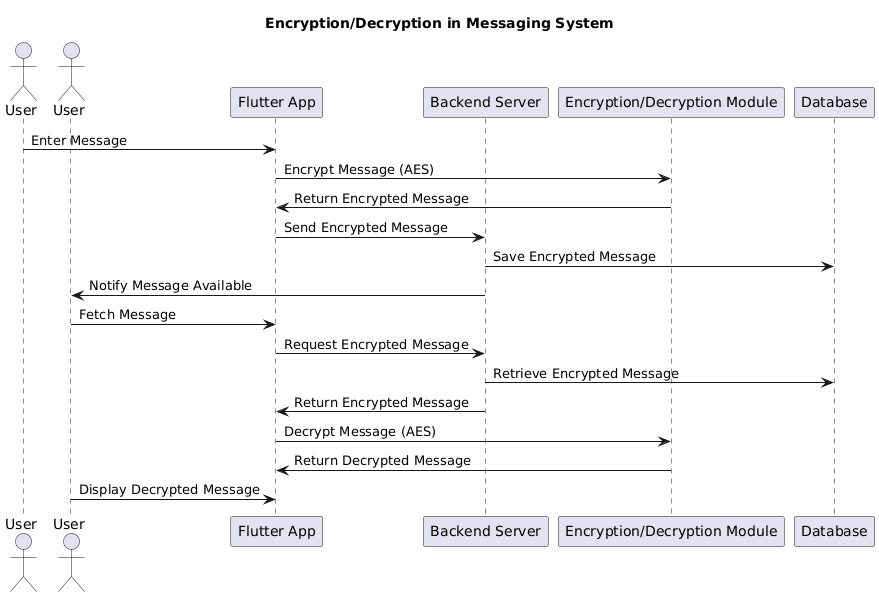 Encryption/Decryption in Messaging System
User
User
Flutter App
Backend Server
Encryption/Decryption Module
Database
Enter Message
Encrypt Message (AES)
Return Encrypted Message
Send Encrypted Message
Save Encrypted Message
Notify Message Available
Fetch Message
Request Encrypted Message
Retrieve Encrypted Message
Return Encrypted Message
Decrypt Message (AES)
Return Decrypted Message
Display Decrypted Message
User
User
Flutter App
Backend Server
Encryption/Decryption Module
Database